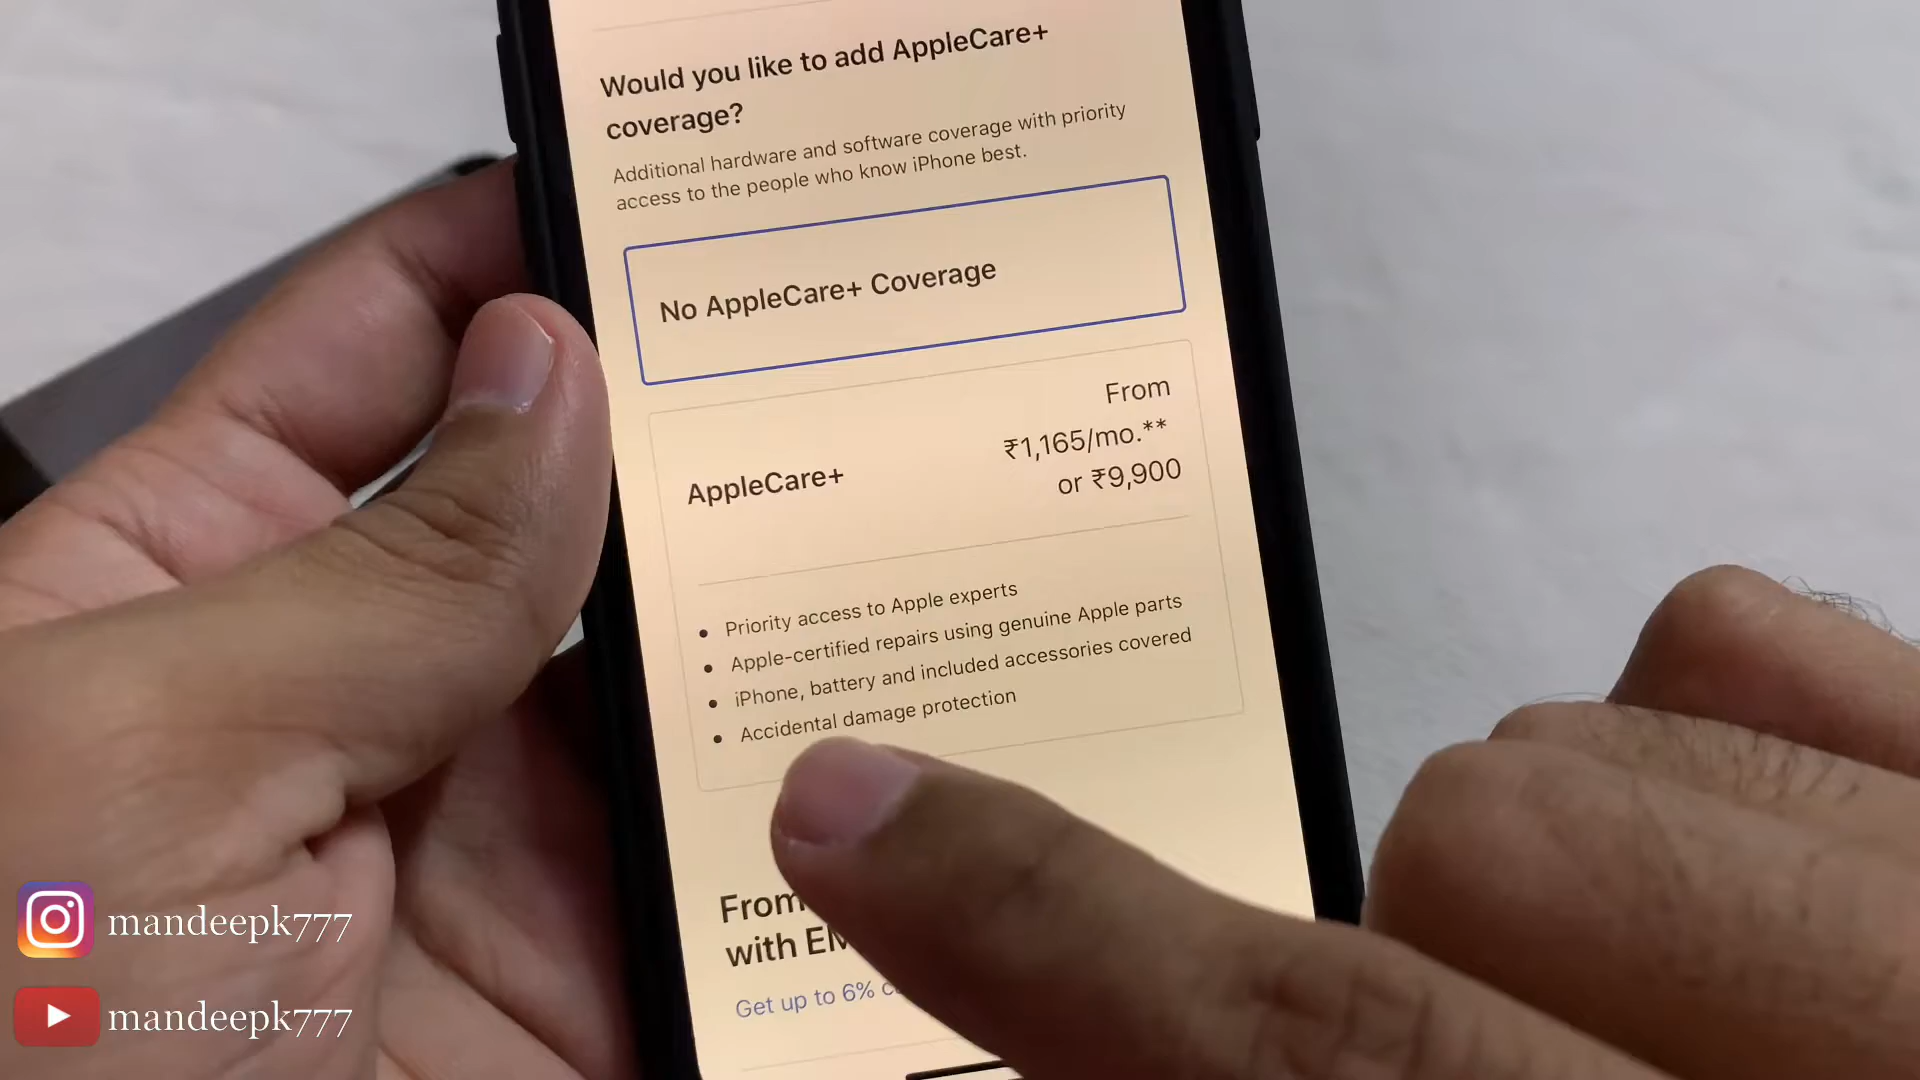 Would you like to add AppleCare+
coverage?
Additional hardware and software coverage with priority
access to the people who know iPhone best.
No AppleCare+ Coverage
From
₹1,165/mo.**
or ₹9,900
AppleCare+
Priority access to Apple experts
Apple-certified repairs using genuine Apple parts
iPhone, battery and included accessories covered
Accidental damage protection
From
with
Get up to 6%
mandeepk777
mandeepk777